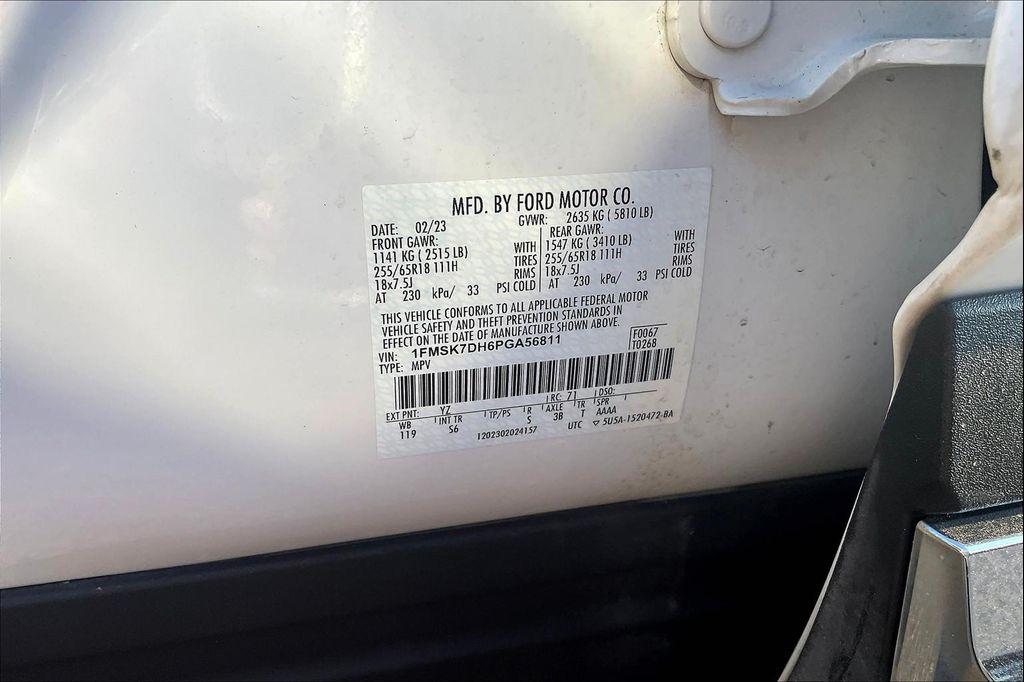 MFD. BY FORD MOTOR CO.
DATE: 02/23 GVWR: 2635 KG ( 5810 LB)
FRONT GAWR: REAR GAWR:
1141 KG ( 2515 LB) WITH 1547 KG ( 3410 LB) WITH
255/65R18 111H TIRES 255/65R18 111H TIRES
18x7.5J RIMS 18x7.5J RIMS
AT 230 kPa/ 33 PSI COLD AT 230 kPa/ 33 PSI COLD
THIS VEHICLE CONFORMS TO ALL APPLICABLE FEDERAL MOTOR
VEHICLE SAFETY AND THEFT PREVENTION STANDARDS IN
EFFECT ON THE DATE OF MANUFACTURE SHOWN ABOVE.
VIN: 1FMSK7DH6PGA56811 F0067
TYPE: MPV T0268
EXT PNT: YZ RC: 71 DSO:
WB INT TR TP/PS R AXLE TR SPR
119 S6 S 3B T AAAA
1202302024157 UTC ▽ 5U5A-1520472-BA